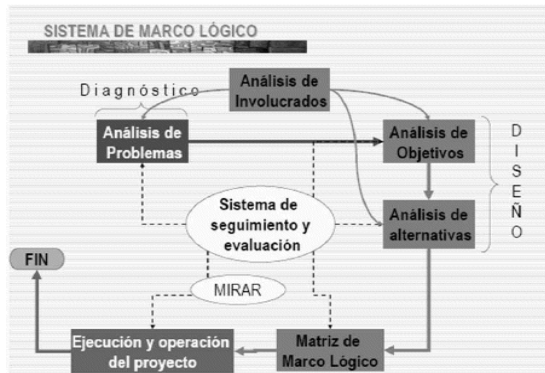 SISTEMA DE MARCO LÓGICO
Diagnóstico
Análisis de
Involucrados
Análisis de
Problemas
Análisis de
Objetivos
DISEÑO
Sistema de
seguimiento y
evaluación
Análisis de
alternativas
FIN
MIRAR
Ejecución y operación
del proyecto
Matriz de
Marco Lógico